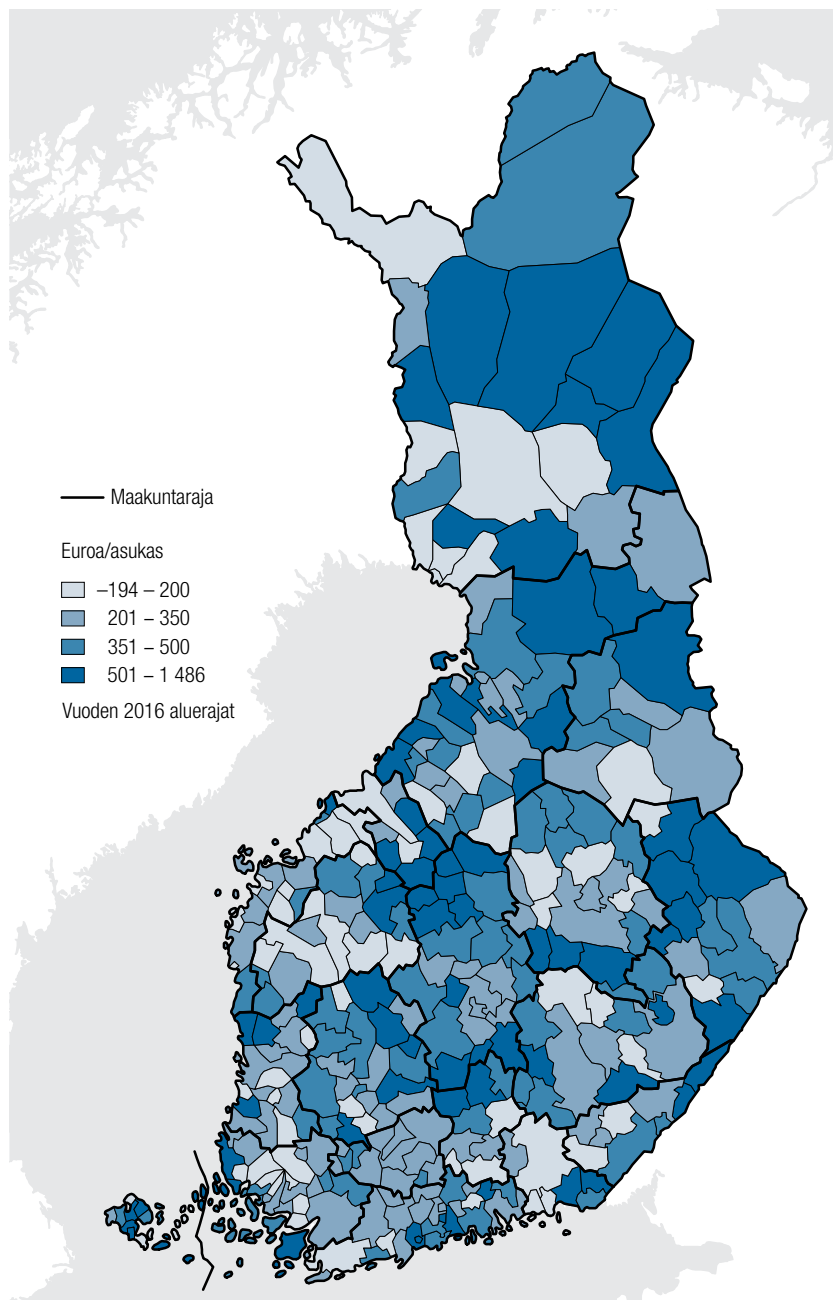 Maakuntaraja
Euroa/asukas
–194 – 200
201 – 350
351 – 500
501 – 1 486
Vuoden 2016 aluerajat